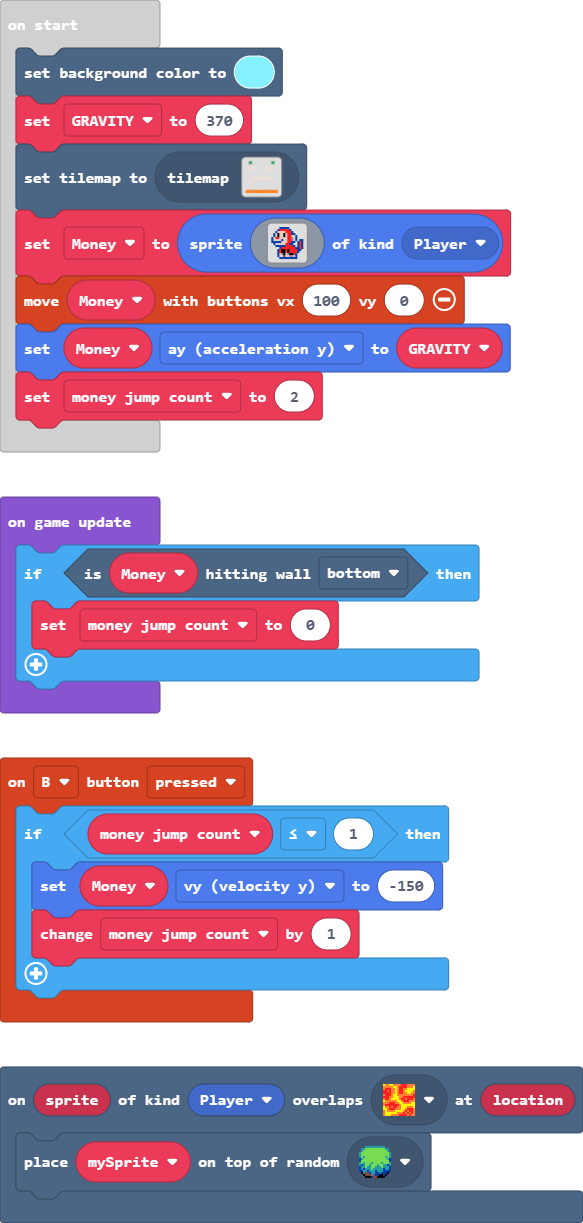 on start
set background color to
set GRAVITY to 370
set tilemap to tilemap
set Money to sprite of kind Player
move Money with buttons vx 100 vy 0
set Money ay (acceleration y) to GRAVITY
set money jump count to 2
on game update
if is Money hitting wall bottom then
set money jump count to 0
on B button pressed
if money jump count ≤ 1 then
set Money vy (velocity y) to -150
change money jump count by 1
on sprite of kind Player overlaps at location
place mySprite on top of random